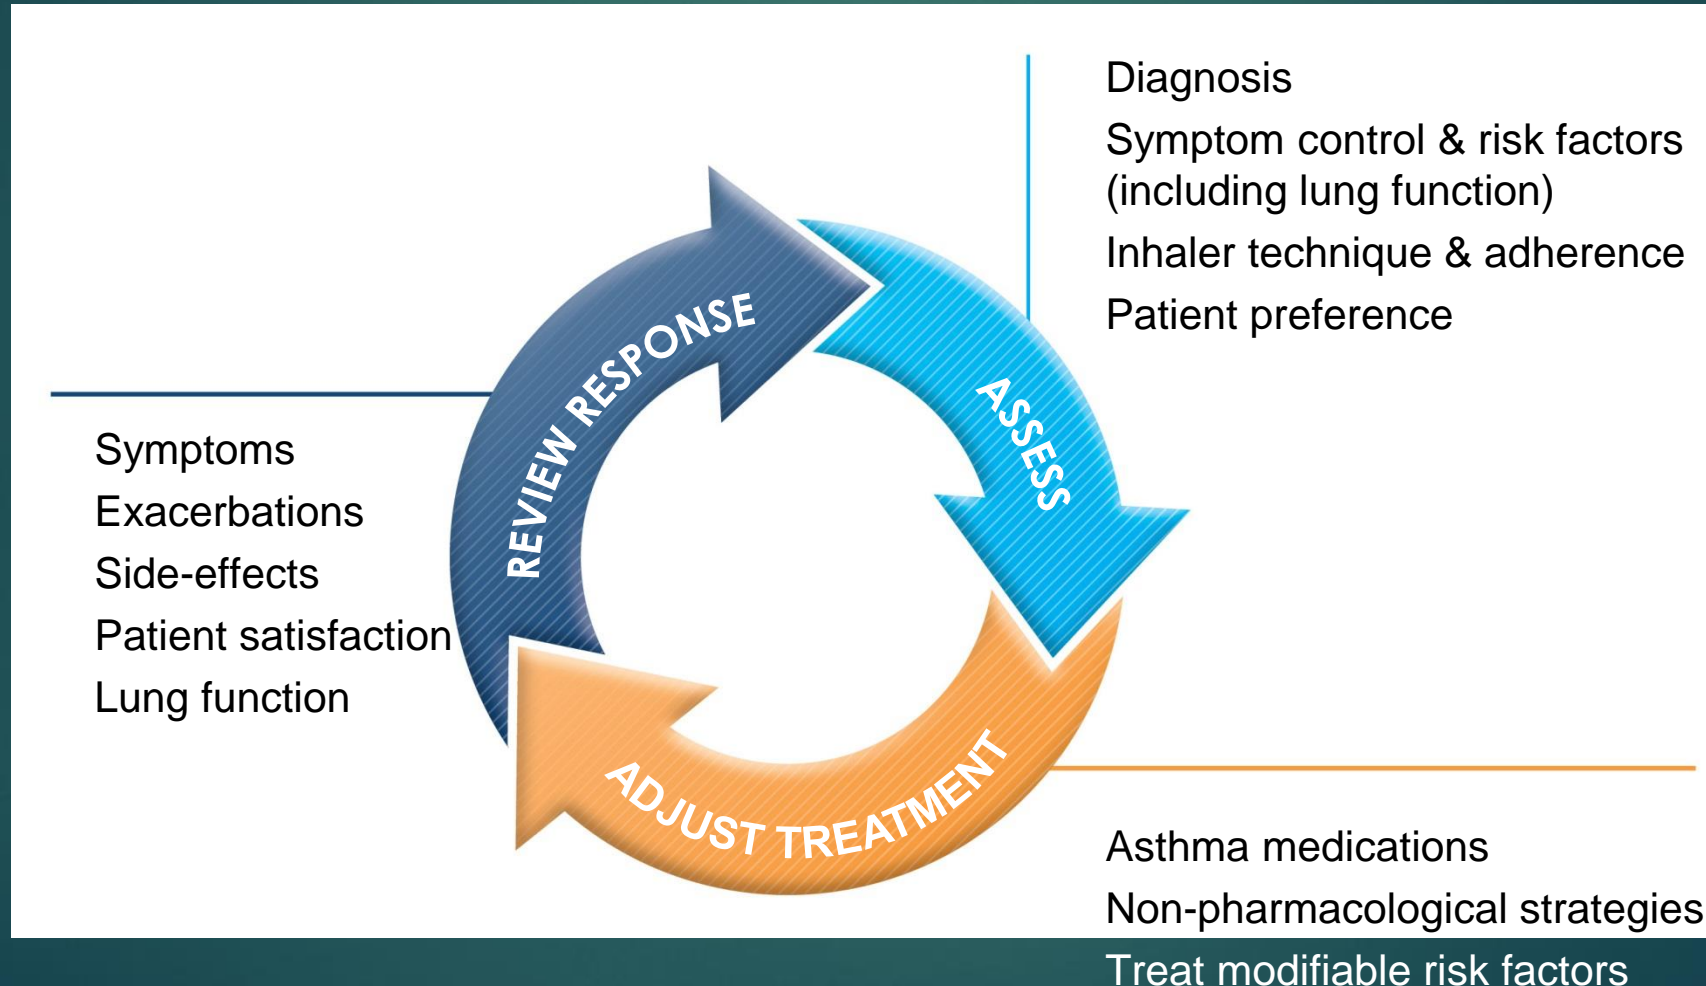 Diagnosis
Symptom control & risk factors
(including lung function)
Inhaler technique & adherence
Patient preference
REVIEW RESPONSE
ASSESS
Symptoms
Exacerbations
Side-effects
Patient satisfaction
Lung function
ADJUST TREATMENT
Asthma medications
Non-pharmacological strategies
Treat modifiable risk factors